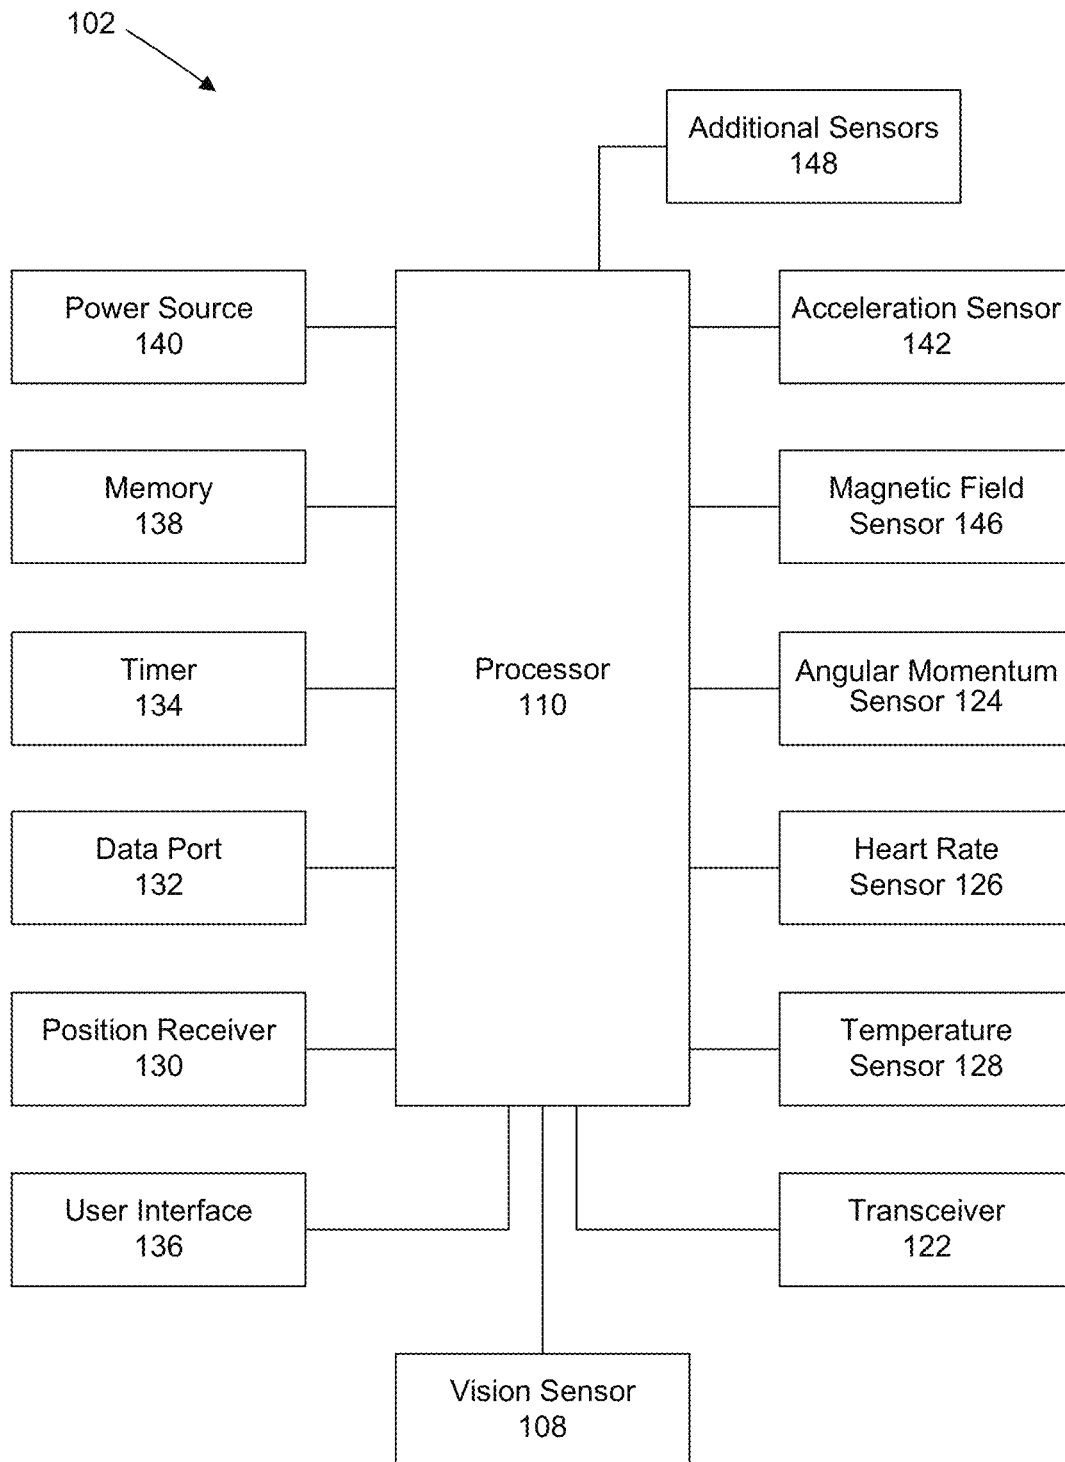 102
Additional Sensors
148
Power Source
140
Acceleration Sensor
142
Memory
138
Magnetic Field
Sensor 146
Timer
134
Processor
110
Angular Momentum
Sensor 124
Data Port
132
Heart Rate
Sensor 126
Position Receiver
130
Temperature
Sensor 128
User Interface
136
Transceiver
122
Vision Sensor
108